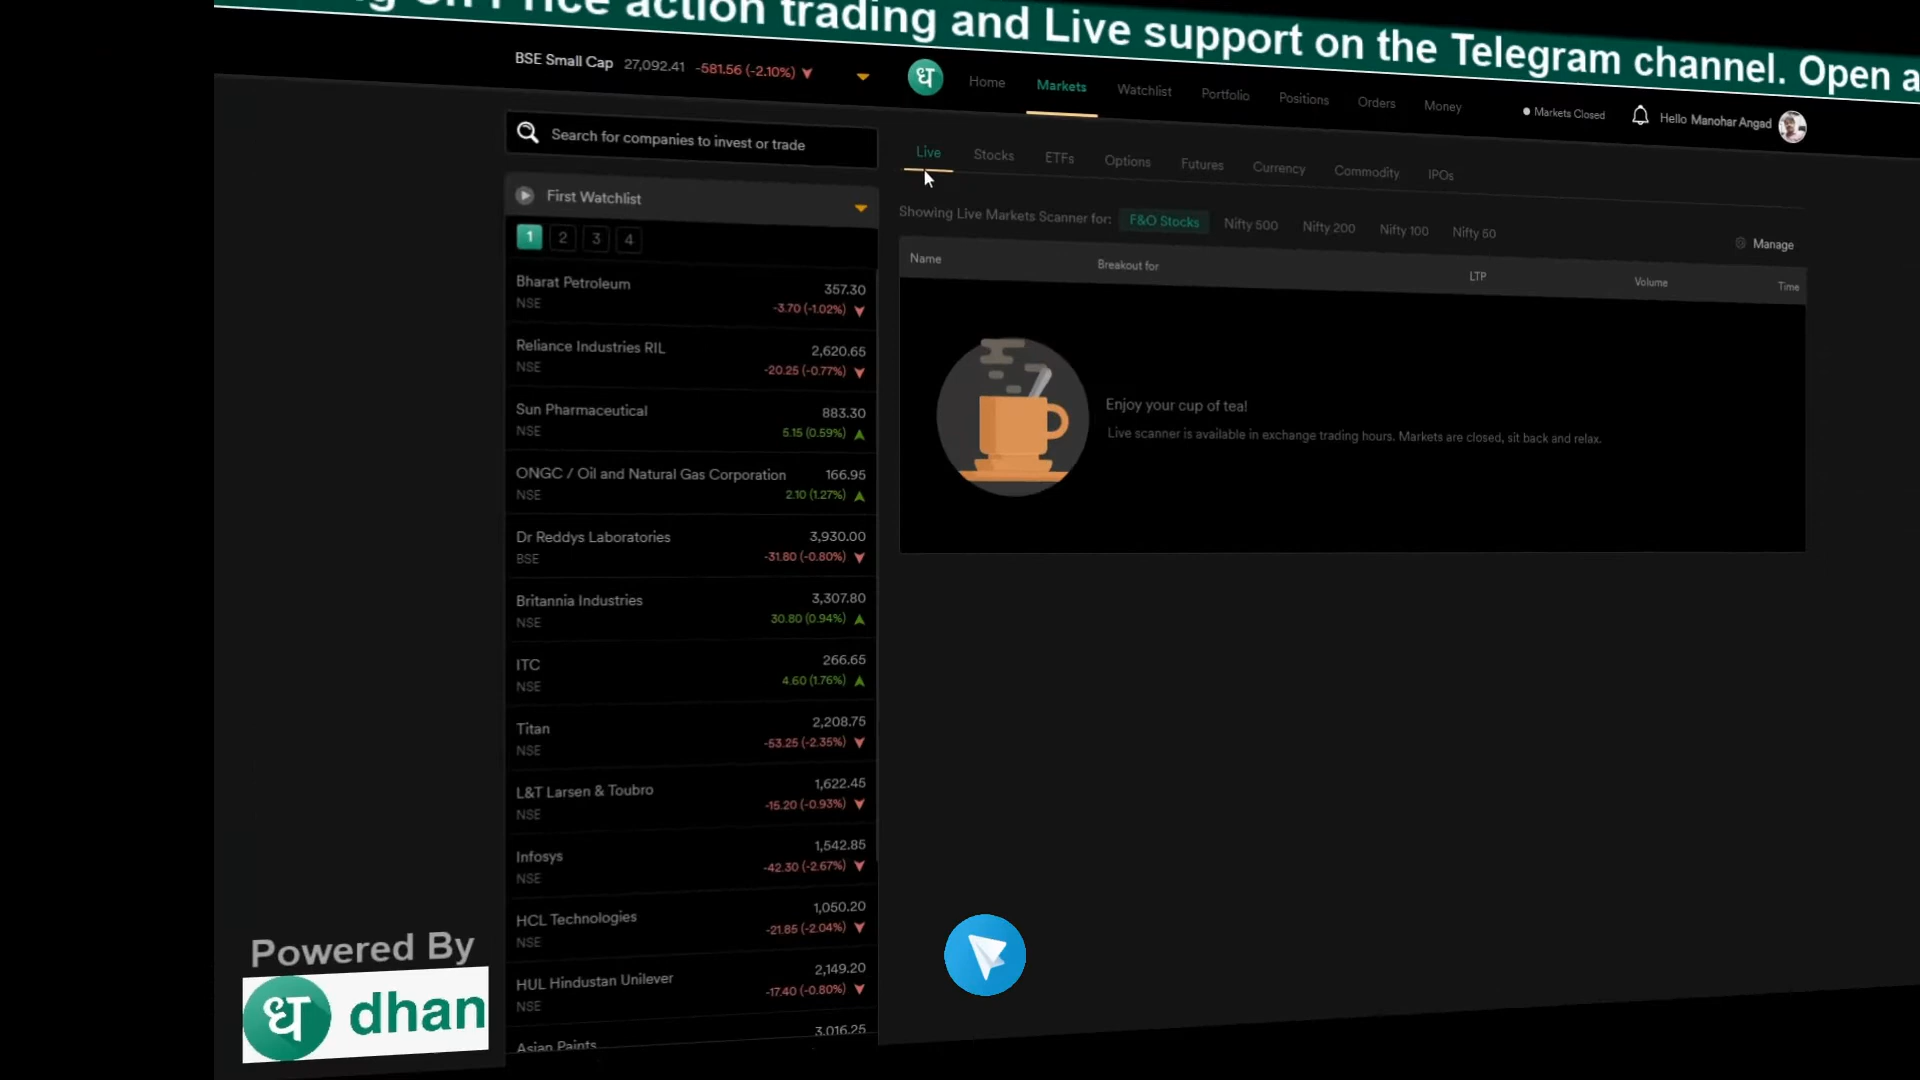 on Price action trading and Live support on the Telegram channel. Open a
BSE Small Cap 27,092.41 -581.56 (-2.10%)
ध Home Markets Watchlist Portfolio Positions Orders Money
Markets Closed Hello Manohar Angad
Search for companies to invest or trade
First Watchlist
1 2 3 4
Bharat Petroleum 357.30
NSE -3.70 (-1.02%)
Reliance Industries RIL 2,620.65
NSE -20.25 (-0.77%)
Sun Pharmaceutical 883.30
NSE 5.15 (0.59%)
ONGC / Oil and Natural Gas Corporation 166.95
NSE 2.10 (1.27%)
Dr Reddys Laboratories 3,930.00
BSE -31.80 (-0.80%)
Britannia Industries 3,307.80
NSE 30.80 (0.94%)
ITC 266.65
NSE 4.60 (1.76%)
Titan 2,208.75
NSE -53.25 (-2.35%)
L&T Larsen & Toubro 1,622.45
NSE -15.20 (-0.93%)
Infosys 1,542.85
NSE -42.30 (-2.67%)
HCL Technologies 1,050.20
NSE -21.85 (-2.04%)
HUL Hindustan Unilever 2,149.20
NSE -17.40 (-0.80%)
Asian Paints 3,016.25
Live Stocks ETFs Options Futures Currency Commodity IPOs
Showing Live Markets Scanner for: F&O Stocks Nifty 500 Nifty 200 Nifty 100 Nifty 50
Manage
Name Breakout for LTP Volume Time
Enjoy your cup of tea!
Live scanner is available in exchange trading hours. Markets are closed, sit back and relax.
Powered By
ध dhan